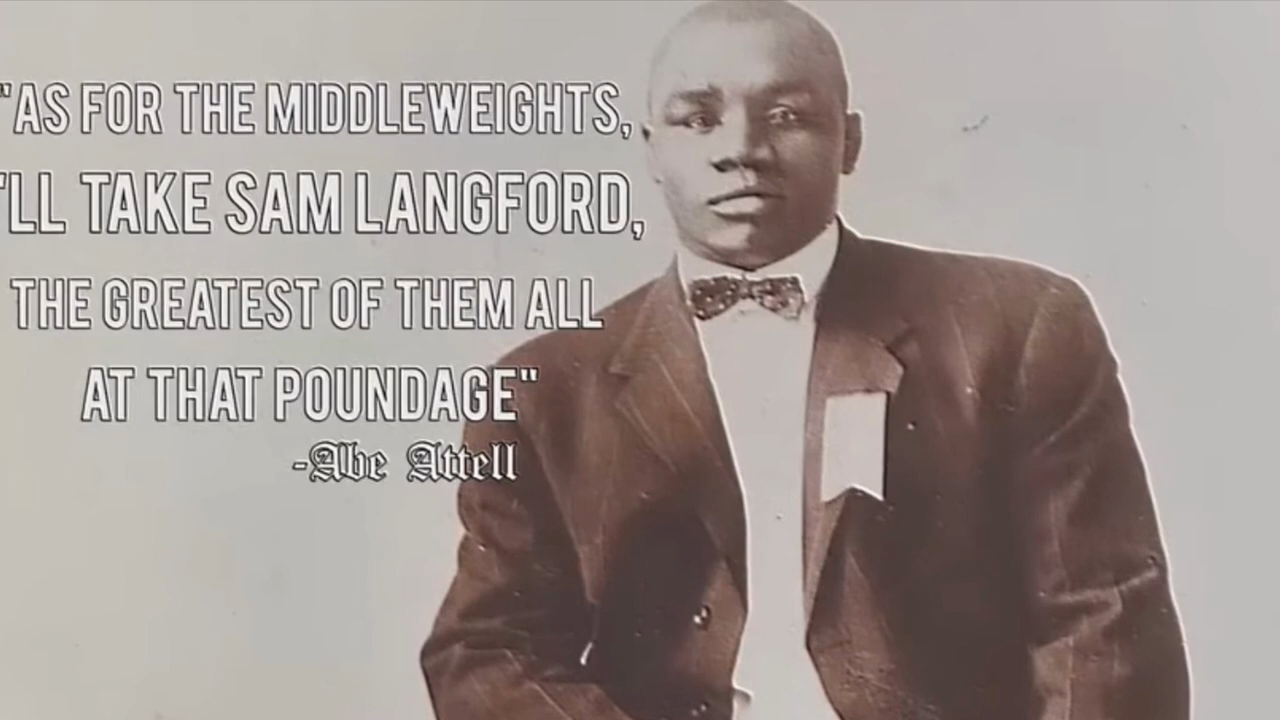 "AS FOR THE MIDDLEWEIGHTS,
'LL TAKE SAM LANGFORD,
THE GREATEST OF THEM ALL
AT THAT POUNDAGE"
-Abe Attell